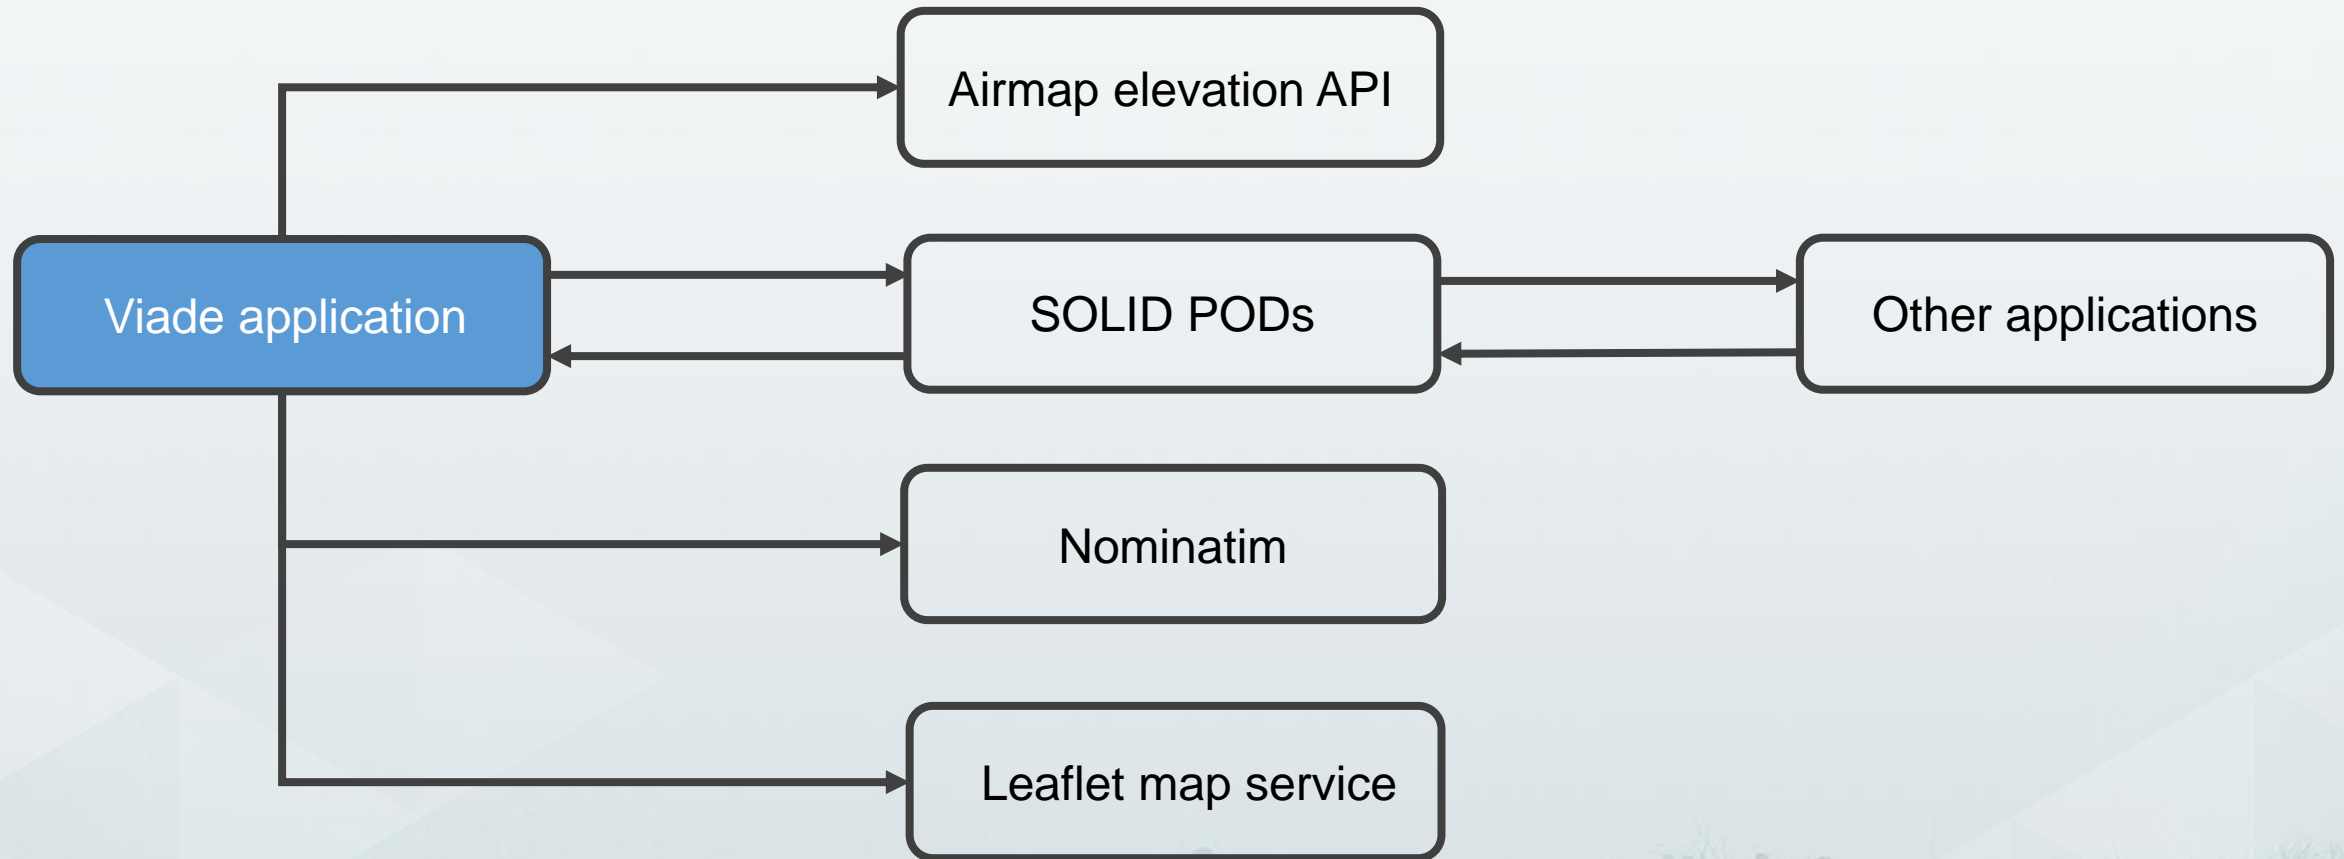 Airmap elevation API
Viade application
SOLID PODs
Other applications
Nominatim
Leaflet map service